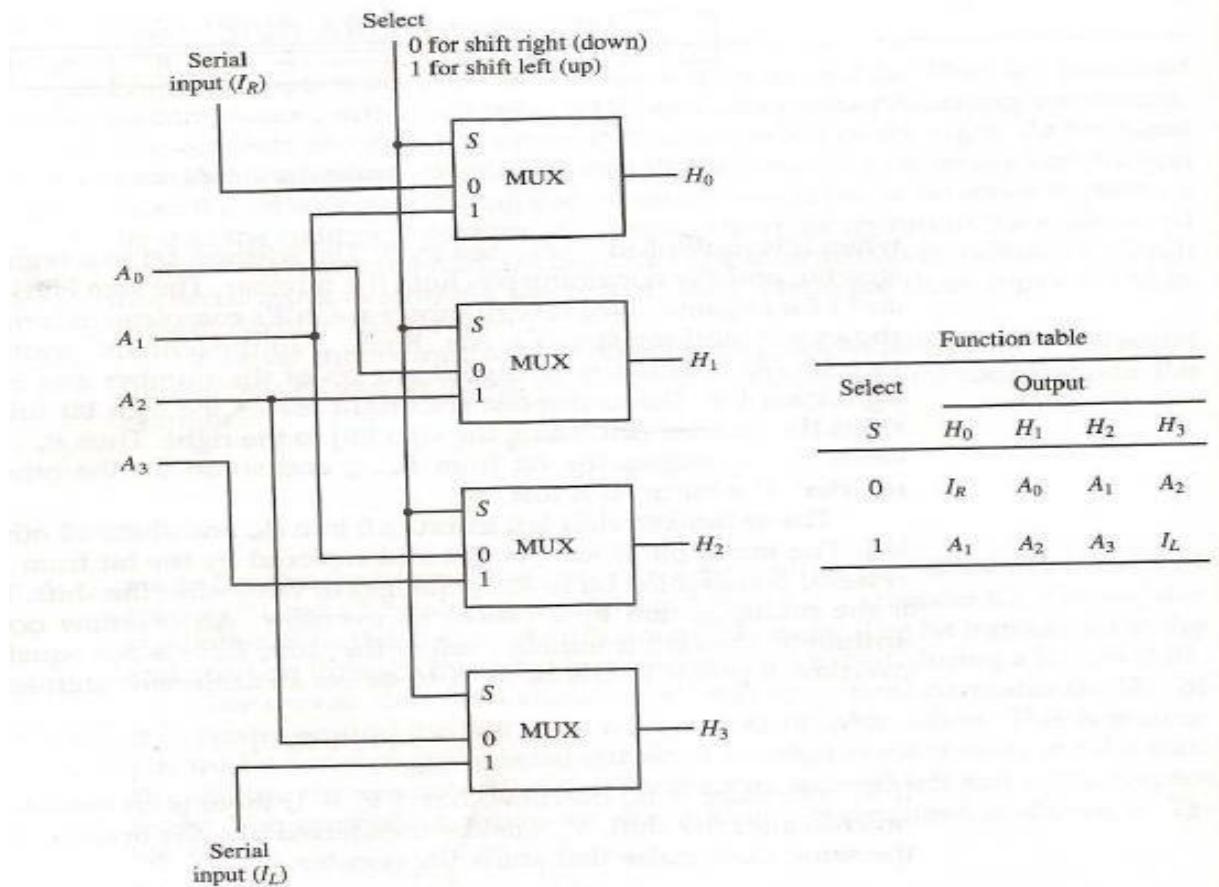 Select
0 for shift right (down)
1 for shift left (up)
Serial
input (I_R)
S
0
1
MUX
H_0
A_0
A_1
A_2
A_3
S
0
1
MUX
H_1
S
0
1
MUX
H_2
S
0
1
MUX
H_3
Serial
input (I_L)
Function table
Select Output
S H_0 H_1 H_2 H_3
0 I_R A_0 A_1 A_2
1 A_1 A_2 A_3 I_L